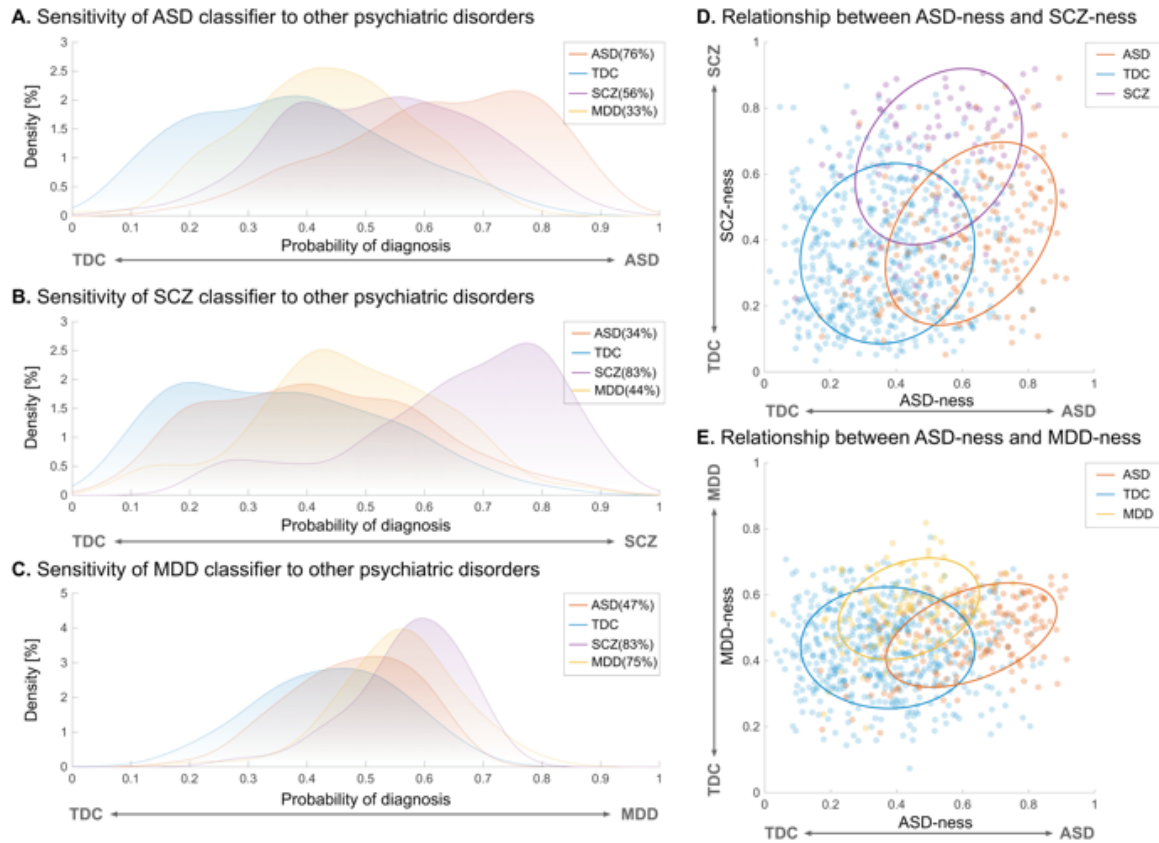 A. Sensitivity of ASD classifier to other psychiatric disorders
3
2.5
2
1.5
1
0.5
0
Density [%]
ASD(76%)
TDC
SCZ(56%)
MDD(33%)
0 0.1 0.2 0.3 0.4 0.5 0.6 0.7 0.8 0.9 1
Probability of diagnosis
TDC ASD
B. Sensitivity of SCZ classifier to other psychiatric disorders
3
2.5
2
1.5
1
0.5
0
Density [%]
ASD(34%)
TDC
SCZ(83%)
MDD(44%)
0 0.1 0.2 0.3 0.4 0.5 0.6 0.7 0.8 0.9 1
Probability of diagnosis
TDC SCZ
C. Sensitivity of MDD classifier to other psychiatric disorders
5
4
3
2
1
0
Density [%]
ASD(47%)
TDC
SCZ(83%)
MDD(75%)
0 0.1 0.2 0.3 0.4 0.5 0.6 0.7 0.8 0.9 1
Probability of diagnosis
TDC MDD
D. Relationship between ASD-ness and SCZ-ness
SCZ
SCZ-ness
TDC
1
0.8
0.6
0.4
0.2
0
ASD
TDC
SCZ
0 0.2 0.4 0.6 0.8 1
ASD-ness
TDC ASD
E. Relationship between ASD-ness and MDD-ness
MDD
MDD-ness
TDC
1
0.8
0.6
0.4
0.2
0
ASD
TDC
MDD
0 0.2 0.4 0.6 0.8 1
ASD-ness
TDC ASD